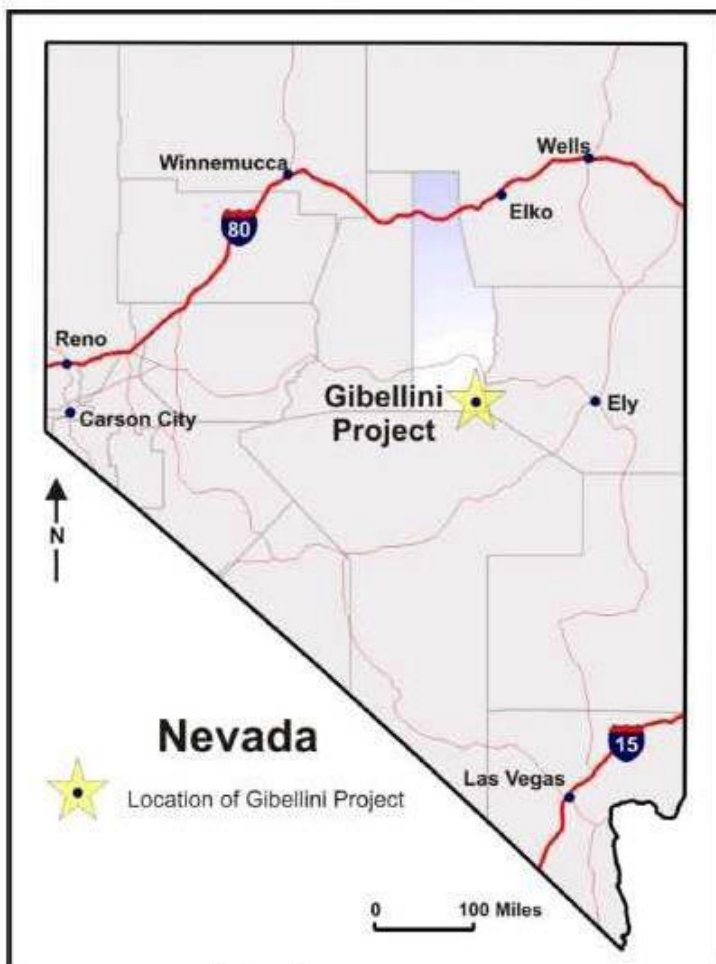 Winnemucca
Wells
Elko
80
Reno
Carson City
Gibellini
Project
Ely
N
Nevada
Location of Gibellini Project
15
Las Vegas
0 100 Miles